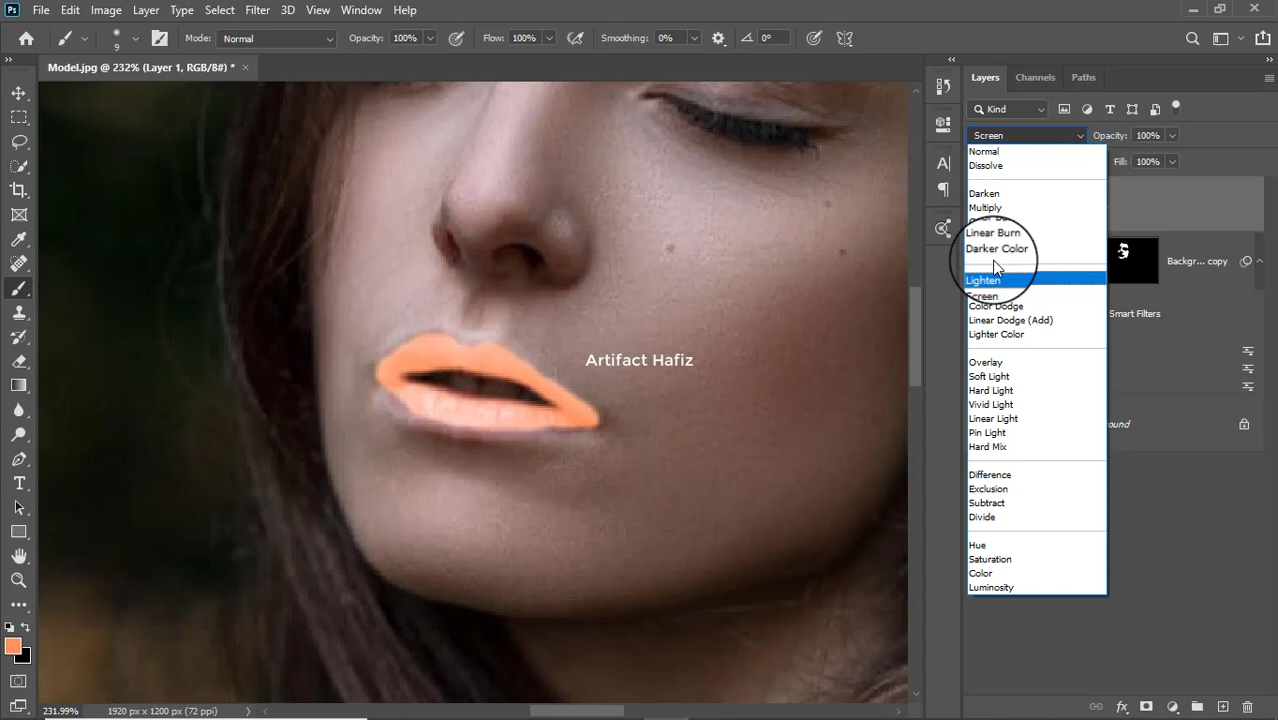 Ps File Edit Image Layer Type Select Filter 3D View Window Help
9 Mode: Normal Opacity: 100% Flow: 100% Smoothing: 0% 0°
Model.jpg @ 232% (Layer 1, RGB/8#) * ×
Layers Channels Paths
Kind
Screen Opacity: 100%
Normal
Fill: 100%
Dissolve
Darken
Multiply
Linear Burn
Darker Color
Backgr... copy
Lighten
Screen
Color Dodge
Smart Filters
Linear Dodge (Add)
Lighter Color
Artifact Hafiz
Overlay
Soft Light
Hard Light
Vivid Light
Linear Light
ound
Pin Light
Hard Mix
Difference
Exclusion
Subtract
Divide
Hue
Saturation
Color
Luminosity
231.99% 1920 px x 1200 px (72 ppi)